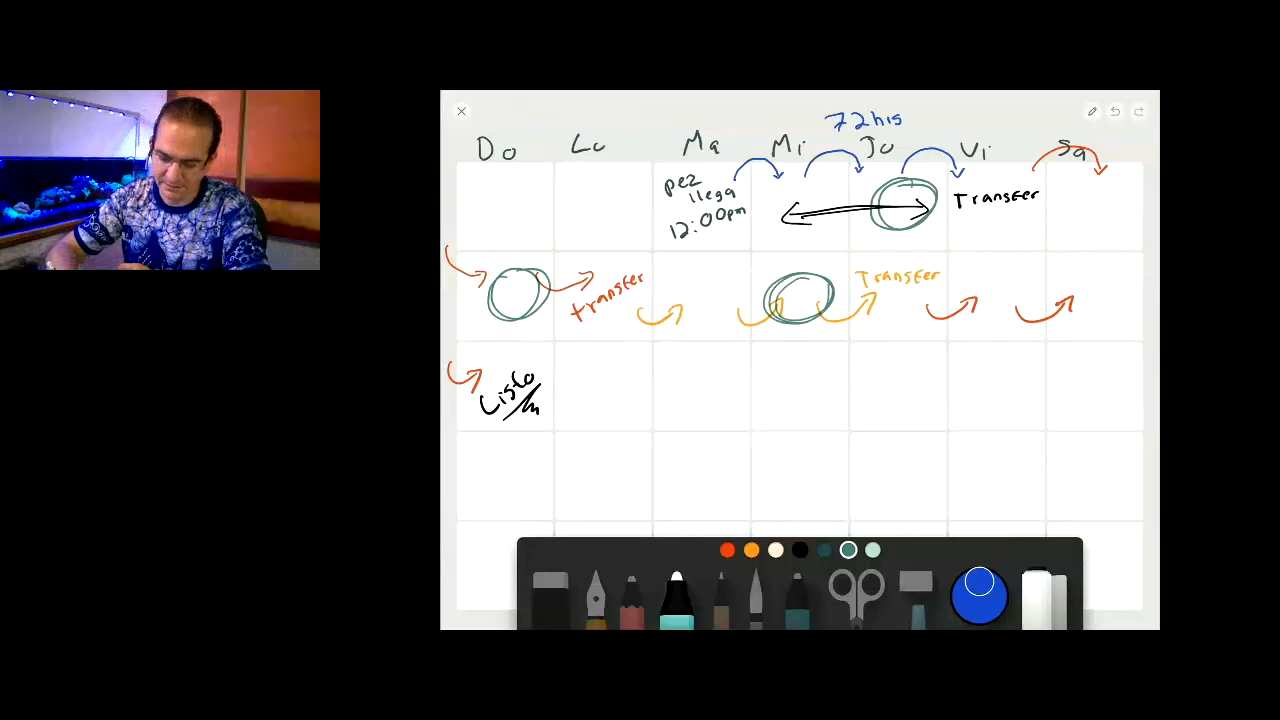 72hrs
Do Lu Ma Mi Ju Vi Sa
pez
llega
12:00pm
Transfer
transfer
Transfer
Listo